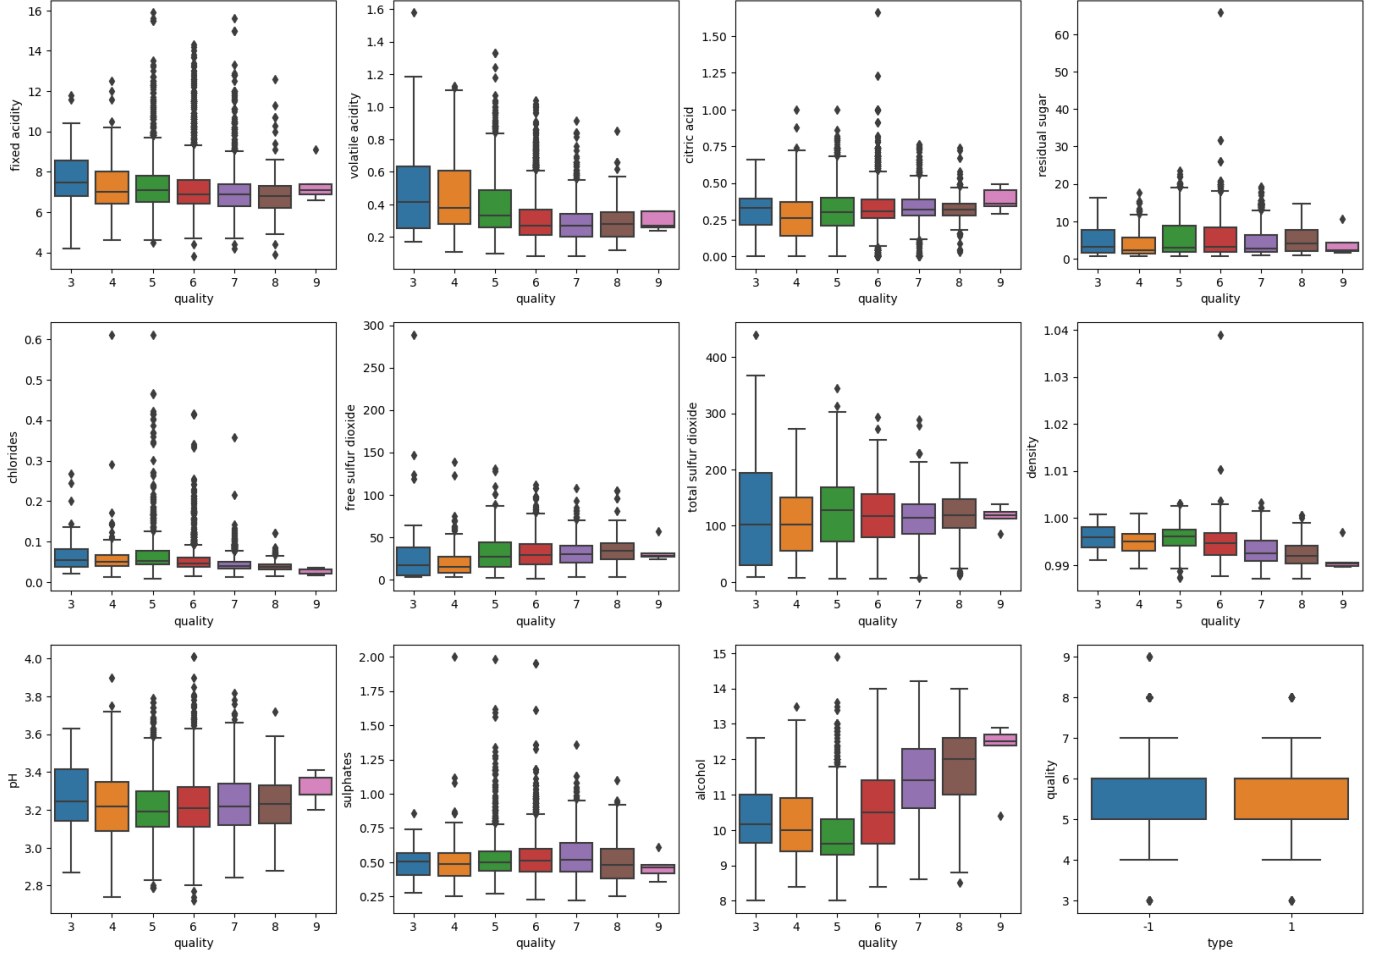 fixed acidity
16
14
12
10
8
6
4
3 4 5 6 7 8 9
quality
volatile acidity
1.6
1.4
1.2
1.0
0.8
0.6
0.4
0.2
3 4 5 6 7 8 9
quality
citric acid
1.50
1.25
1.00
0.75
0.50
0.25
0.00
3 4 5 6 7 8 9
quality
residual sugar
60
50
40
30
20
10
0
3 4 5 6 7 8 9
quality
chlorides
0.6
0.5
0.4
0.3
0.2
0.1
0.0
3 4 5 6 7 8 9
quality
free sulfur dioxide
300
250
200
150
100
50
0
3 4 5 6 7 8 9
quality
total sulfur dioxide
400
300
200
100
0
3 4 5 6 7 8 9
quality
density
1.04
1.03
1.02
1.01
1.00
0.99
3 4 5 6 7 8 9
quality
pH
4.0
3.8
3.6
3.4
3.2
3.0
2.8
3 4 5 6 7 8 9
quality
sulphates
2.00
1.75
1.50
1.25
1.00
0.75
0.50
0.25
3 4 5 6 7 8 9
quality
alcohol
15
14
13
12
11
10
9
8
3 4 5 6 7 8 9
quality
quality
9
8
7
6
5
4
3
-1 1
type